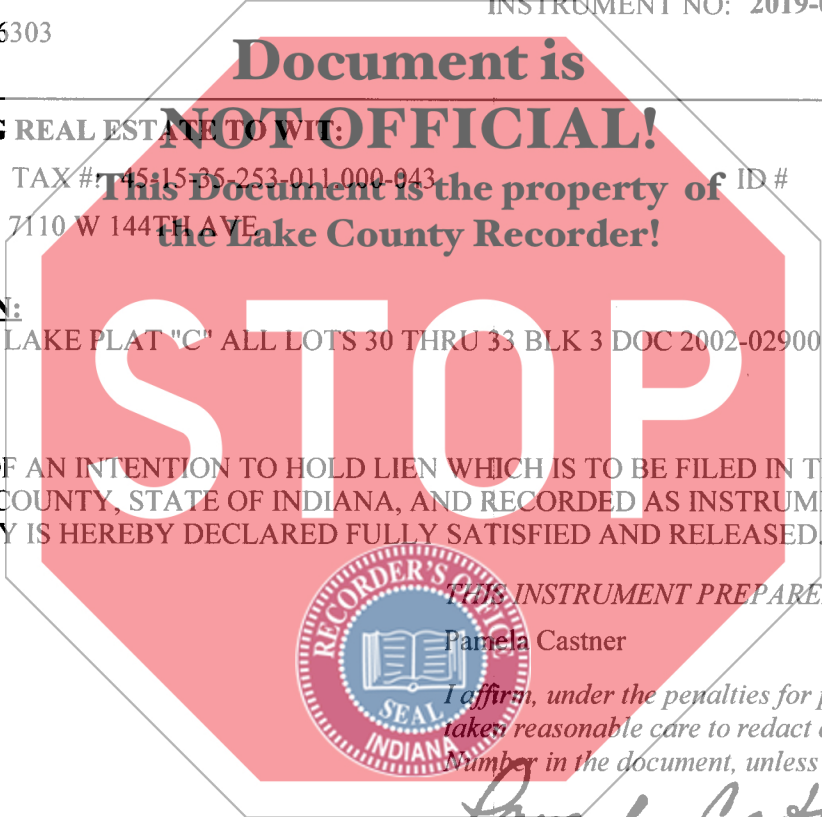 INSTRUMENT NO: 2019-0
6303
Document is
NOT OFFICIAL!
G REAL ESTATE TO WIT:
TAX #: 45-15-35-253-011.000-043 ID #
This Document is the property of
7110 W 144TH AVE
the Lake County Recorder!
N:
LAKE PLAT "C" ALL LOTS 30 THRU 33 BLK 3 DOC 2002-02900
STOP
OF AN INTENTION TO HOLD LIEN WHICH IS TO BE FILED IN T
COUNTY, STATE OF INDIANA, AND RECORDED AS INSTRUM
Y IS HEREBY DECLARED FULLY SATISFIED AND RELEASED.
RECORDER'S OFFICE
SEAL
INDIANA
THIS INSTRUMENT PREPARE
Pamela Castner
I affirm, under the penalties for p
taken reasonable care to redact
Number in the document, unless